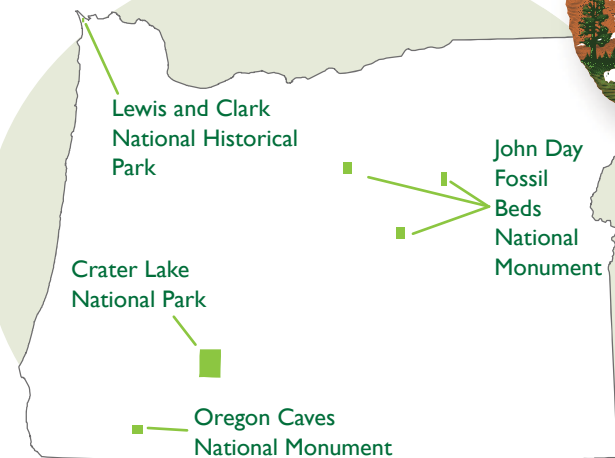 Lewis and Clark
National Historical
Park
John Day
Fossil
Beds
National
Monument
Crater Lake
National Park
Oregon Caves
National Monument